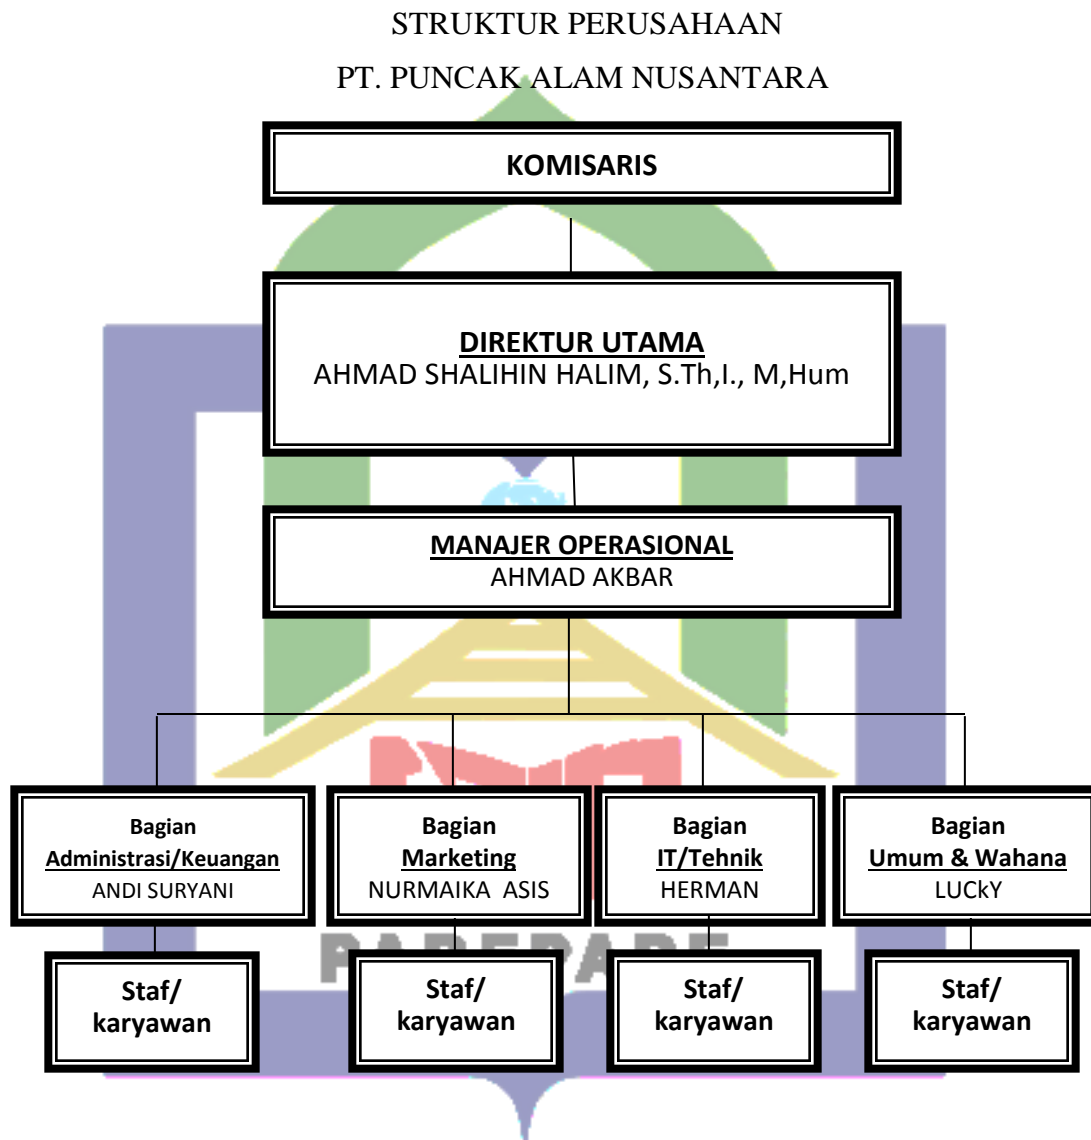 STRUKTUR PERUSAHAAN
PT. PUNCAK ALAM NUSANTARA
KOMISARIS
DIREKTUR UTAMA
AHMAD SHALIHIN HALIM, S.Th,I., M,Hum
MANAJER OPERASIONAL
AHMAD AKBAR
Bagian
Administrasi/Keuangan
ANDI SURYANI
Bagian
Marketing
NURMAIKA ASIS
Bagian
IT/Tehnik
HERMAN
Bagian
Umum & Wahana
LUCkY
PAREPARE
Staf/
karyawan
Staf/
karyawan
Staf/
karyawan
Staf/
karyawan